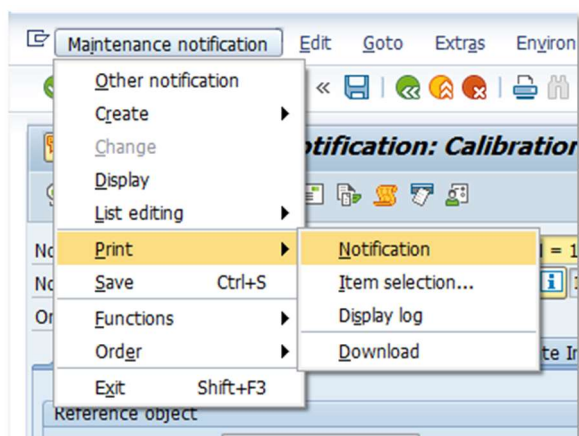 Maintenance notification Edit Goto Extras Environ
Other notification
Create
otification: Calibration
Change
Display
List editing
Print
Notification
Save Ctrl+S
Item selection...
Functions
Display log
Order
Download
Exit Shift+F3
Reference object